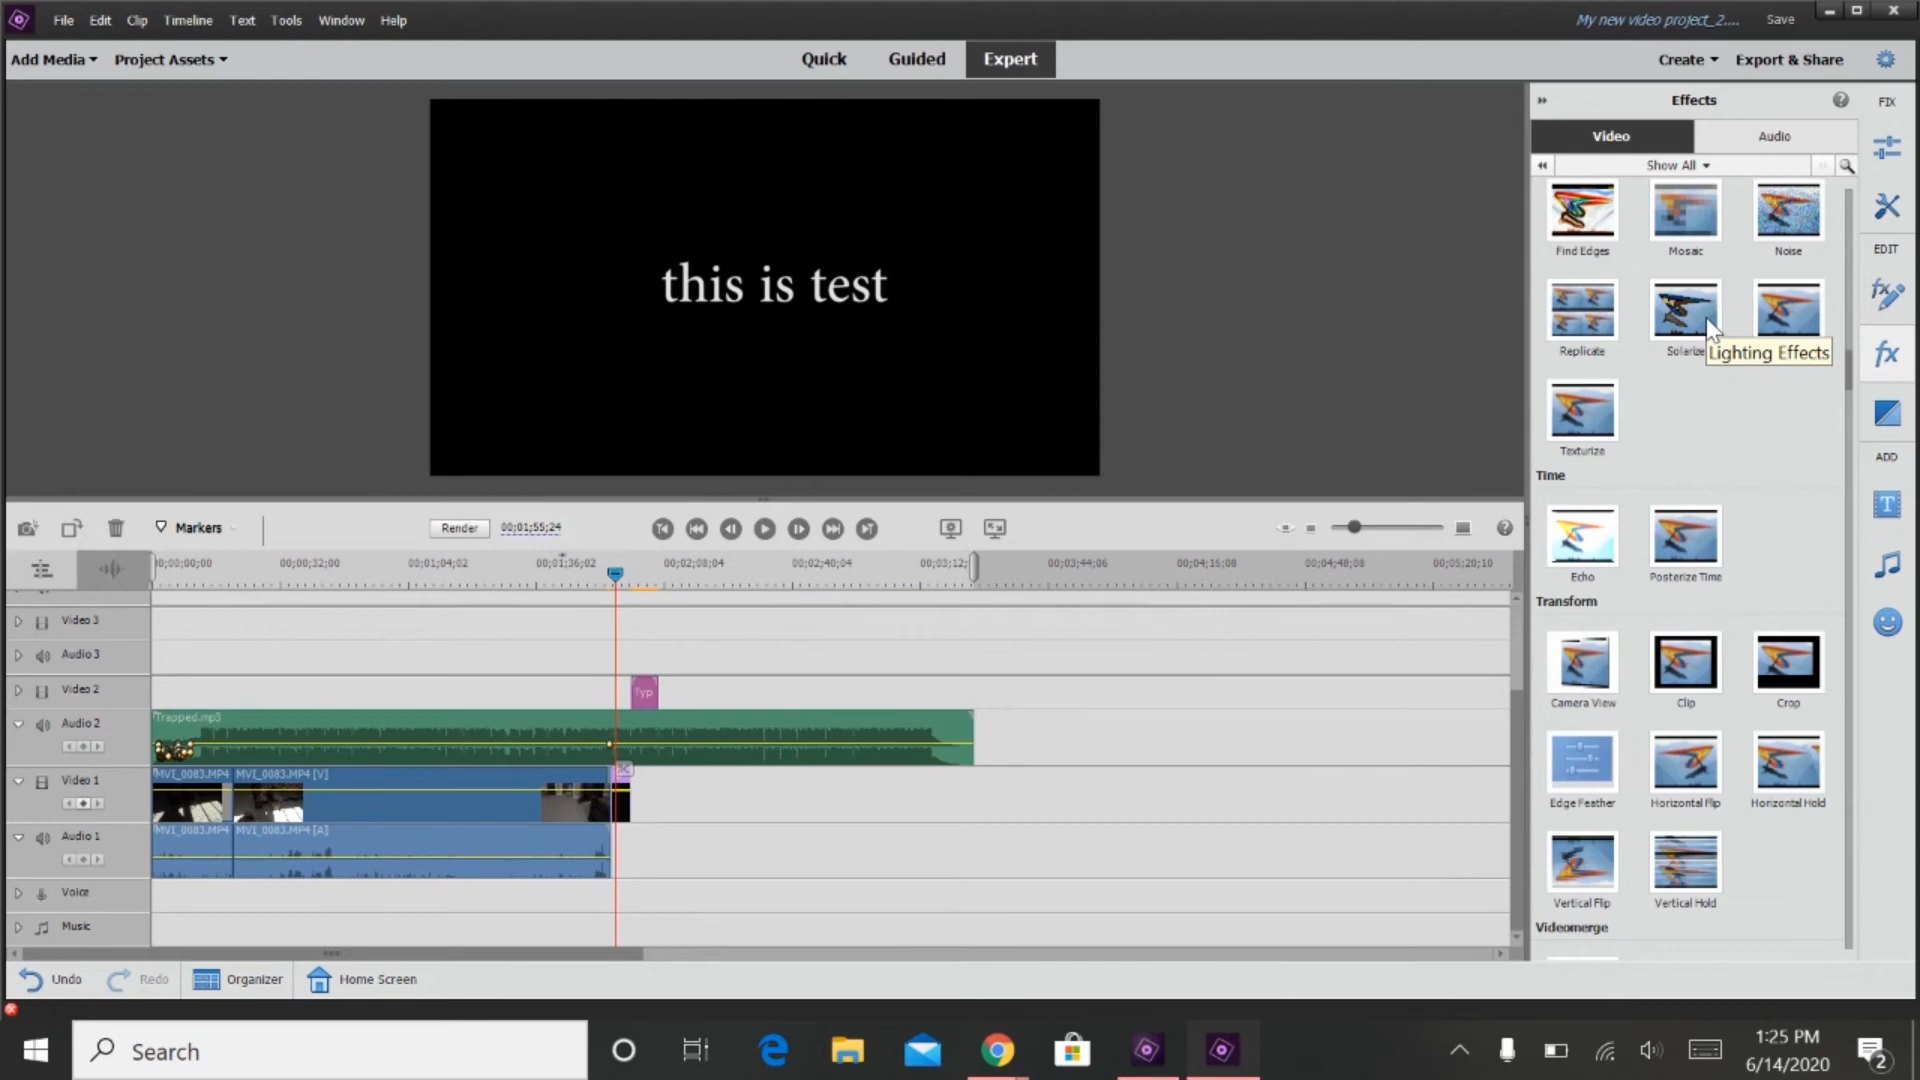 File Edit Clip Timeline Text Tools Window Help
My new video project_2.... Save
Add Media Project Assets
Quick Guided Expert
Create Export & Share
this is test
Effects
FIX
Video Audio
Show All
Find Edges Mosaic Noise
EDIT
Replicate Solarize
Lighting Effects
fx
Texturize
ADD
Time
Echo Posterize Time
Transform
Camera View Clip Crop
Edge Feather Horizontal Flip Horizontal Hold
Vertical Flip Vertical Hold
Videomerge
Markers Render 00;01;55;24
00;00;32;00 00;01;04;02 00;01;36;02 00;02;08;04 00;02;40;04 00;03;12; 00;03;44;06 00;04;16;08 00;04;48;08 00;05;20;10
Video 3
Audio 3
Video 2
Typ
Audio 2
Trapped.mp3
Video 1
MVI_0083.MP4 MVI_0083.MP4 [V]
Audio 1
MVI_0083.MP4 MVI_0083.MP4 [A]
Voice
Music
Undo Redo Organizer Home Screen
Search
1:25 PM
6/14/2020
2